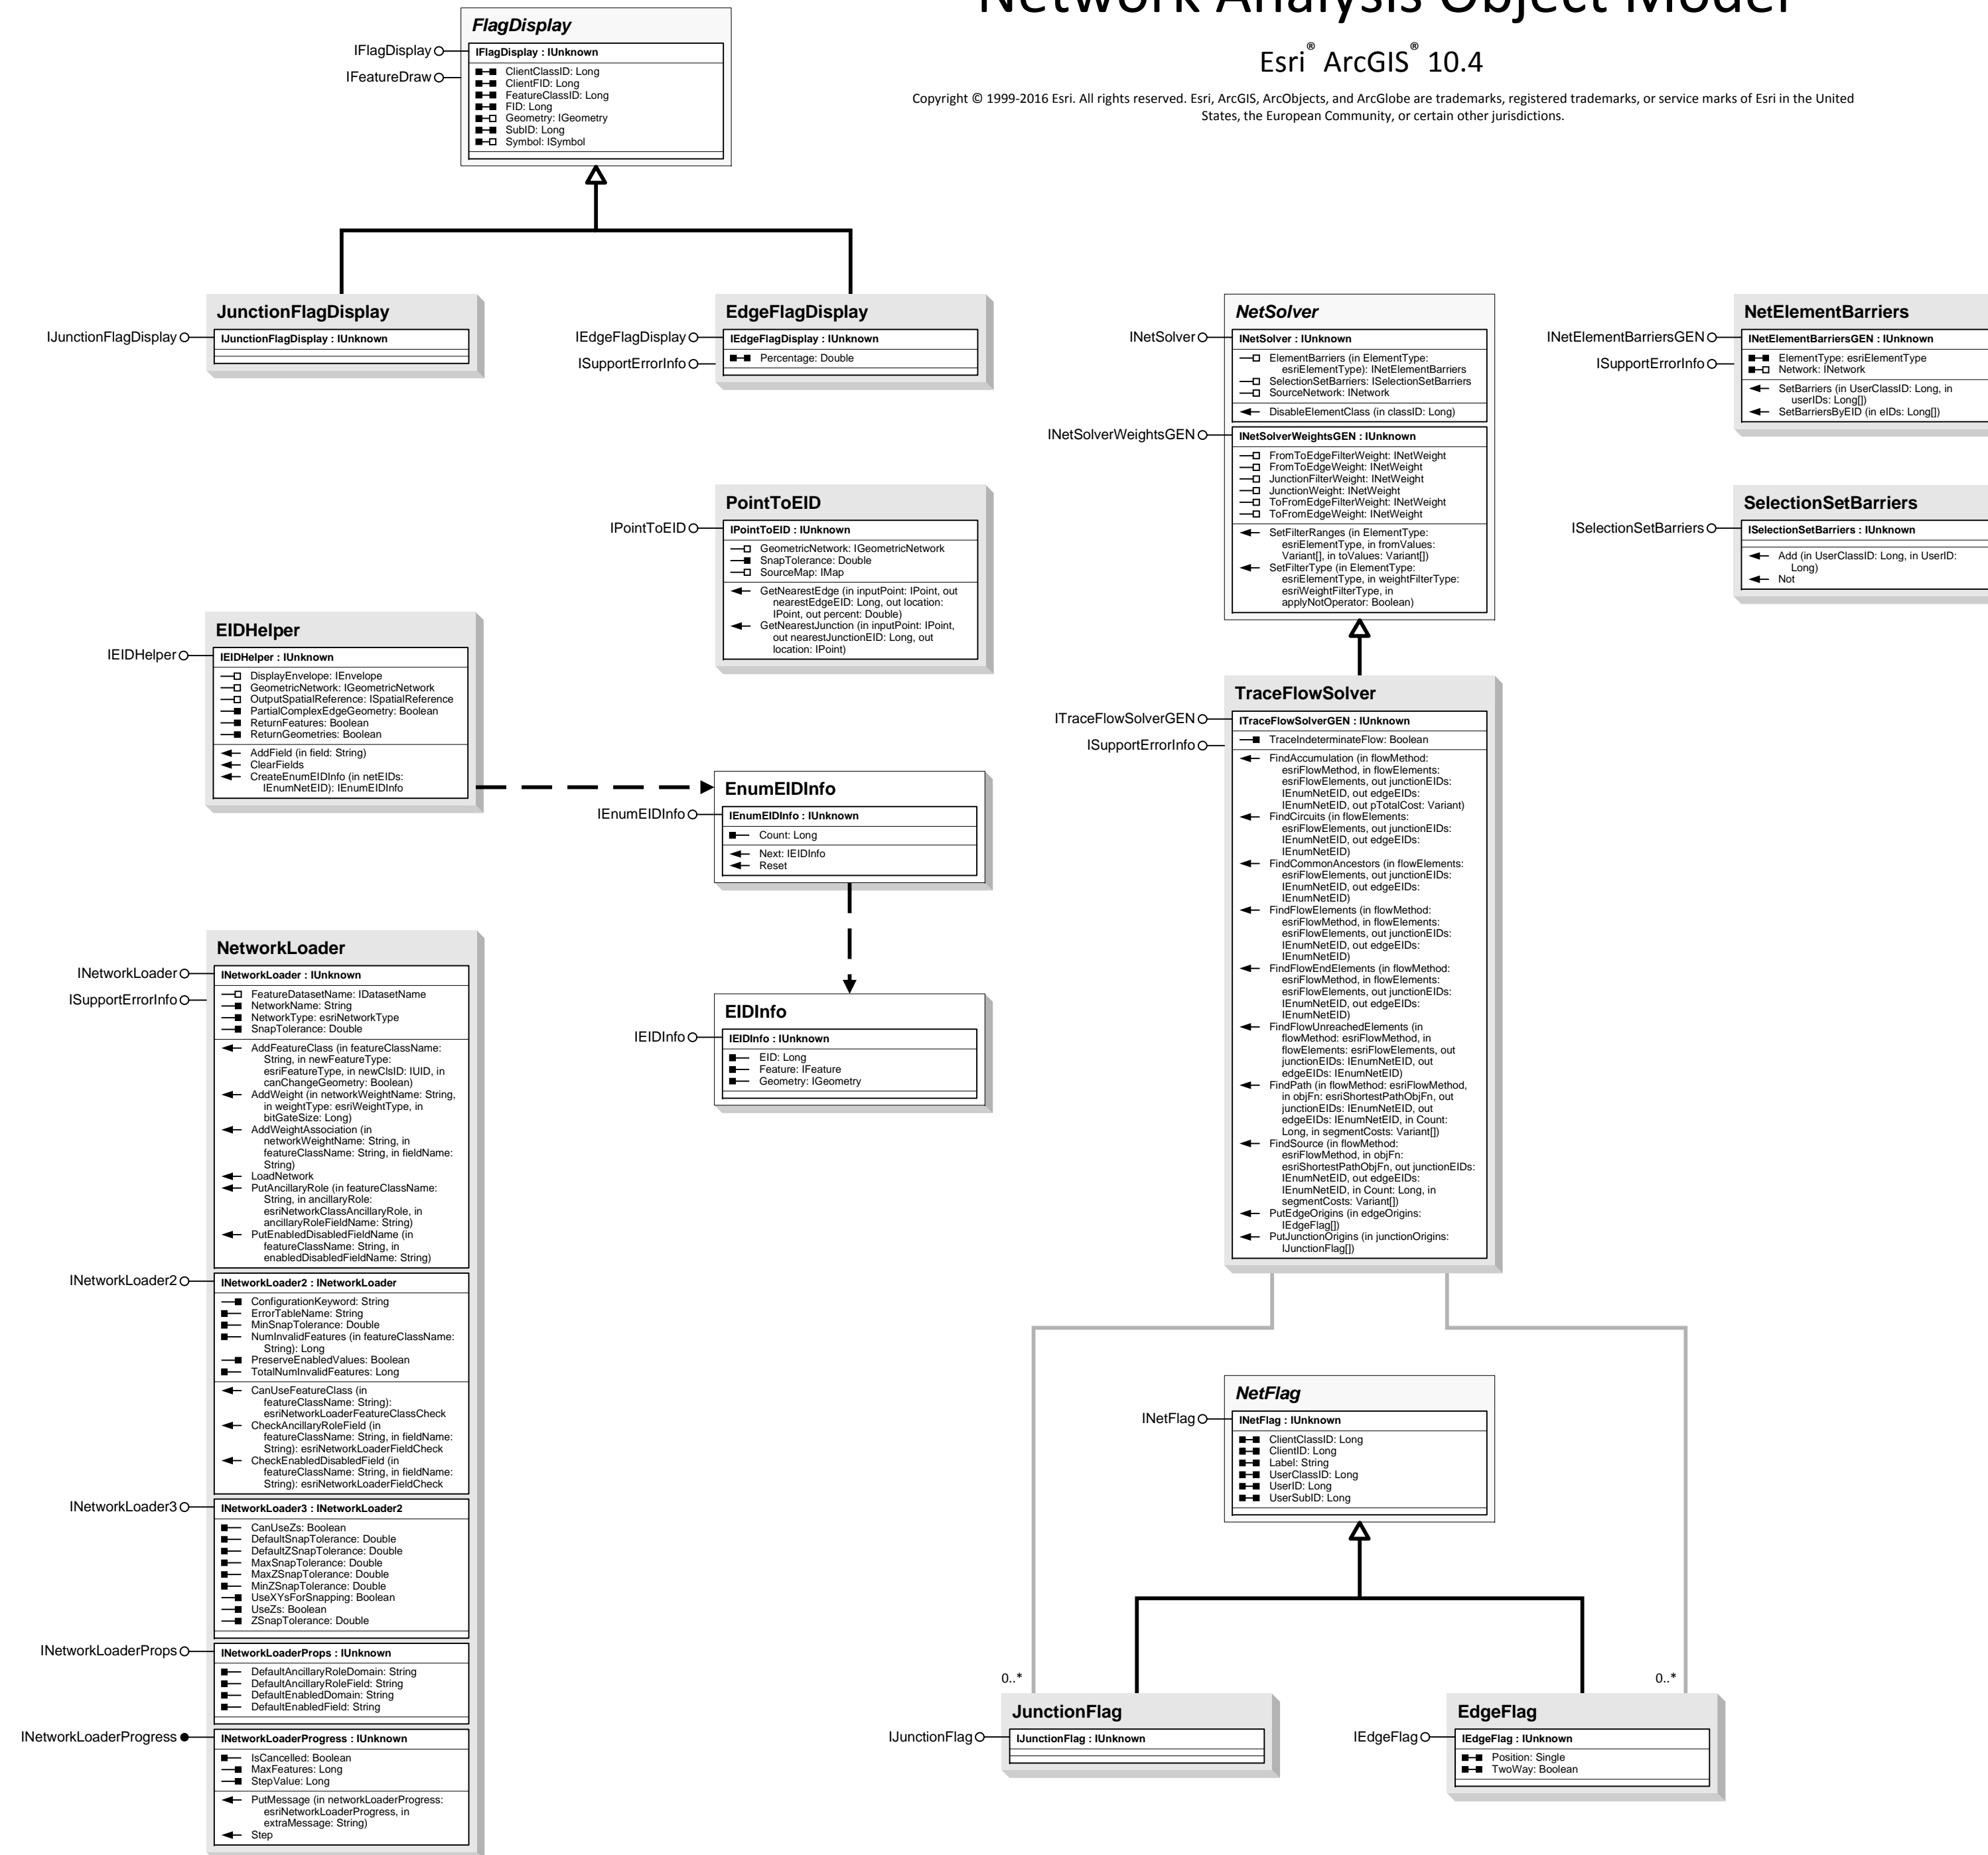 Network Analysis Object Model
Esri® ArcGIS® 10.4
Copyright © 1999-2016 Esri. All rights reserved. Esri, ArcGIS, ArcObjects, and ArcGlobe are trademarks, registered trademarks, or service marks of Esri in the United
States, the European Community, or certain other jurisdictions.
FlagDisplay
IFlagDisplay
IFeatureDraw
IFlagDisplay : IUnknown
ClientClassID: Long
ClientFID: Long
FeatureClassID: Long
FID: Long
Geometry: IGeometry
SubID: Long
Symbol: ISymbol
JunctionFlagDisplay
IJunctionFlagDisplay
IJunctionFlagDisplay : IUnknown
EdgeFlagDisplay
IEdgeFlagDisplay
ISupportErrorInfo
IEdgeFlagDisplay : IUnknown
Percentage: Double
NetSolver
INetSolver
INetSolver : IUnknown
ElementBarriers (in ElementType:
esriElementType): INetElementBarriers
SelectionSetBarriers: ISelectionSetBarriers
SourceNetwork: INetwork
DisableElementClass (in classID: Long)
INetSolverWeightsGEN
INetSolverWeightsGEN : IUnknown
FromToEdgeFilterWeight: INetWeight
FromToEdgeWeight: INetWeight
JunctionFilterWeight: INetWeight
JunctionWeight: INetWeight
ToFromEdgeFilterWeight: INetWeight
ToFromEdgeWeight: INetWeight
SetFilterRanges (in ElementType:
esriElementType, in fromValues:
Variant[], in toValues: Variant[])
SetFilterType (in ElementType:
esriElementType, in weightFilterType:
esriWeightFilterType, in
applyNotOperator: Boolean)
NetElementBarriers
INetElementBarriersGEN
ISupportErrorInfo
INetElementBarriersGEN : IUnknown
ElementType: esriElementType
Network: INetwork
SetBarriers (in UserClassID: Long, in
userIDs: Long[])
SetBarriersByEID (in eIDs: Long[])
SelectionSetBarriers
ISelectionSetBarriers
ISelectionSetBarriers : IUnknown
Add (in UserClassID: Long, in UserID:
Long)
Not
PointToEID
IPointToEID
IPointToEID : IUnknown
GeometricNetwork: IGeometricNetwork
SnapTolerance: Double
SourceMap: IMap
GetNearestEdge (in inputPoint: IPoint, out
nearestEdgeEID: Long, out location:
IPoint, out percent: Double)
GetNearestJunction (in inputPoint: IPoint,
out nearestJunctionEID: Long, out
location: IPoint)
EIDHelper
IEIDHelper
IEIDHelper : IUnknown
DisplayEnvelope: IEnvelope
GeometricNetwork: IGeometricNetwork
OutputSpatialReference: ISpatialReference
PartialComplexEdgeGeometry: Boolean
ReturnFeatures: Boolean
ReturnGeometries: Boolean
AddField (in field: String)
ClearFields
CreateEnumEIDInfo (in netEIDs:
IEnumNetEID): IEnumEIDInfo
EnumEIDInfo
IEnumEIDInfo
IEnumEIDInfo : IUnknown
Count: Long
Next: IEIDInfo
Reset
EIDInfo
IEIDInfo
IEIDInfo : IUnknown
EID: Long
Feature: IFeature
Geometry: IGeometry
TraceFlowSolver
ITraceFlowSolverGEN
ISupportErrorInfo
ITraceFlowSolverGEN : IUnknown
TraceIndeterminateFlow: Boolean
FindAccumulation (in flowMethod:
esriFlowMethod, in flowElements:
esriFlowElements, out junctionEIDs:
IEnumNetEID, out edgeEIDs:
IEnumNetEID, out pTotalCost: Variant)
FindCircuits (in flowElements:
esriFlowElements, out junctionEIDs:
IEnumNetEID, out edgeEIDs:
IEnumNetEID)
FindCommonAncestors (in flowElements:
esriFlowElements, out junctionEIDs:
IEnumNetEID, out edgeEIDs:
IEnumNetEID)
FindFlowElements (in flowMethod:
esriFlowMethod, in flowElements:
esriFlowElements, out junctionEIDs:
IEnumNetEID, out edgeEIDs:
IEnumNetEID)
FindFlowEndElements (in flowMethod:
esriFlowMethod, in flowElements:
esriFlowElements, out junctionEIDs:
IEnumNetEID, out edgeEIDs:
IEnumNetEID)
FindFlowUnreachedElements (in
flowMethod: esriFlowMethod, in
flowElements: esriFlowElements, out
junctionEIDs: IEnumNetEID, out
edgeEIDs: IEnumNetEID)
FindPath (in flowMethod: esriFlowMethod,
in objFn: esriShortestPathObjFn, out
junctionEIDs: IEnumNetEID, out
edgeEIDs: IEnumNetEID, in Count:
Long, in segmentCosts: Variant[])
FindSource (in flowMethod:
esriFlowMethod, in objFn:
esriShortestPathObjFn, out junctionEIDs:
IEnumNetEID, out edgeEIDs:
IEnumNetEID, in Count: Long, in
segmentCosts: Variant[])
PutEdgeOrigins (in edgeOrigins:
IEdgeFlag[])
PutJunctionOrigins (in junctionOrigins:
IJunctionFlag[])
NetworkLoader
INetworkLoader
ISupportErrorInfo
INetworkLoader : IUnknown
FeatureDatasetName: IDatasetName
NetworkName: String
NetworkType: esriNetworkType
SnapTolerance: Double
AddFeatureClass (in featureClassName:
String, in newFeatureType:
esriFeatureType, in newClsID: IUID, in
canChangeGeometry: Boolean)
AddWeight (in networkWeightName: String,
in weightType: esriWeightType, in
bitGateSize: Long)
AddWeightAssociation (in
networkWeightName: String, in
featureClassName: String, in fieldName:
String)
LoadNetwork
PutAncillaryRole (in featureClassName:
String, in ancillaryRole:
esriNetworkClassAncillaryRole, in
ancillaryRoleFieldName: String)
PutEnabledDisabledFieldName (in
featureClassName: String, in
enabledDisabledFieldName: String)
INetworkLoader2
INetworkLoader2 : INetworkLoader
ConfigurationKeyword: String
ErrorTableName: String
MinSnapTolerance: Double
NumInvalidFeatures (in featureClassName:
String): Long
PreserveEnabledValues: Boolean
TotalNumInvalidFeatures: Long
CanUseFeatureClass (in
featureClassName: String):
esriNetworkLoaderFeatureClassCheck
CheckAncillaryRoleField (in
featureClassName: String, in fieldName:
String): esriNetworkLoaderFieldCheck
CheckEnabledDisabledField (in
featureClassName: String, in fieldName:
String): esriNetworkLoaderFieldCheck
INetworkLoader3
INetworkLoader3 : INetworkLoader2
CanUseZs: Boolean
DefaultSnapTolerance: Double
DefaultZSnapTolerance: Double
MaxSnapTolerance: Double
MaxZSnapTolerance: Double
MinZSnapTolerance: Double
UseXYsForSnapping: Boolean
UseZs: Boolean
ZSnapTolerance: Double
INetworkLoaderProps
INetworkLoaderProps : IUnknown
DefaultAncillaryRoleDomain: String
DefaultAncillaryRoleField: String
DefaultEnabledDomain: String
DefaultEnabledField: String
INetworkLoaderProgress
INetworkLoaderProgress : IUnknown
IsCancelled: Boolean
MaxFeatures: Long
StepValue: Long
PutMessage (in networkLoaderProgress:
esriNetworkLoaderProgress, in
extraMessage: String)
Step
NetFlag
INetFlag
INetFlag : IUnknown
ClientClassID: Long
ClientID: Long
Label: String
UserClassID: Long
UserID: Long
UserSubID: Long
0..*
0..*
JunctionFlag
IJunctionFlag
IJunctionFlag : IUnknown
EdgeFlag
IEdgeFlag
IEdgeFlag : IUnknown
Position: Single
TwoWay: Boolean